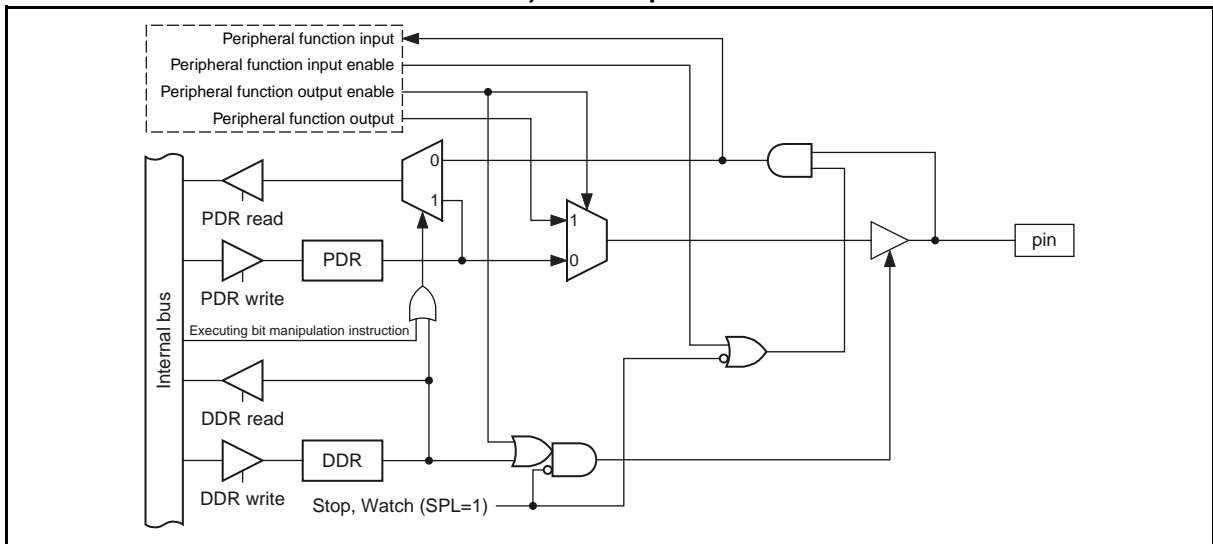 Peripheral function input
Peripheral function input enable
Peripheral function output enable
Peripheral function output
0
1
PDR read
1
pin
PDR
0
PDR write
Executing bit manipulation instruction
Internal bus
DDR read
DDR
DDR write
Stop, Watch (SPL=1)